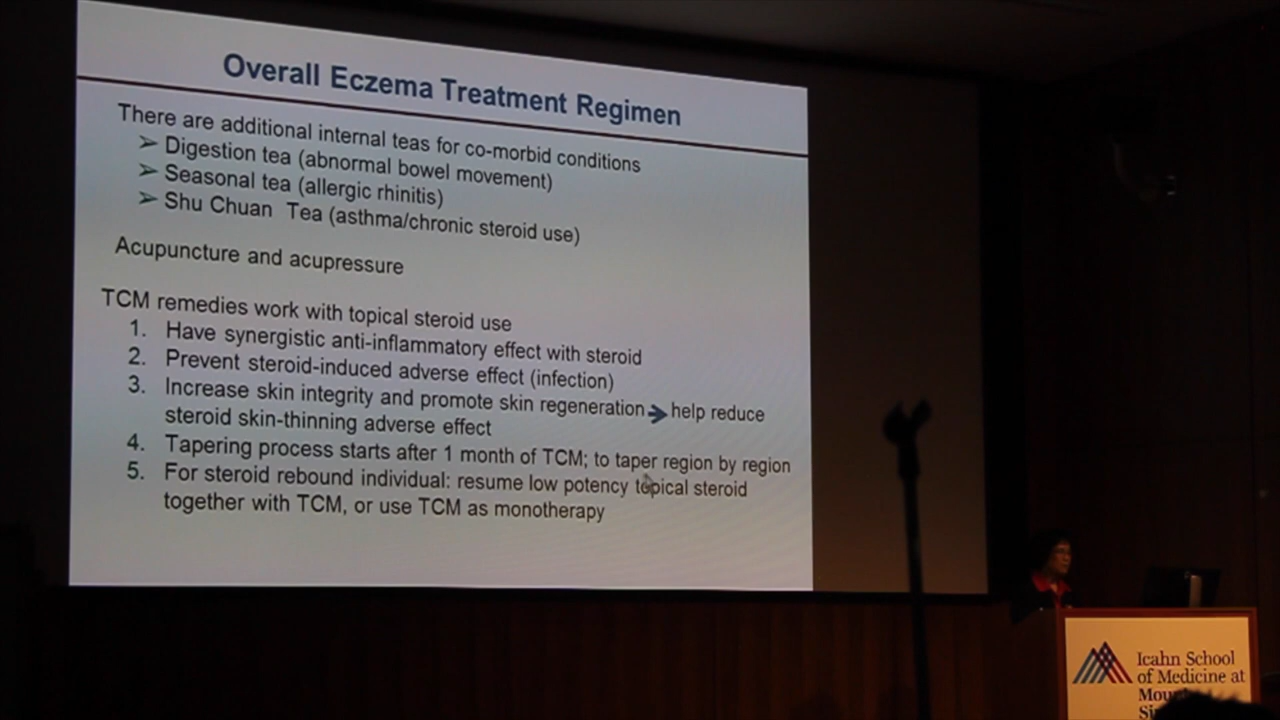 Overall Eczema Treatment Regimen
There are additional internal teas for co-morbid conditions
➢ Digestion tea (abnormal bowel movement)
➢ Seasonal tea (allergic rhinitis)
➢ Shu Chuan Tea (asthma/chronic steroid use)
Acupuncture and acupressure
TCM remedies work with topical steroid use
1. Have synergistic anti-inflammatory effect with steroid
2. Prevent steroid-induced adverse effect (infection)
3. Increase skin integrity and promote skin regeneration ➔ help reduce
steroid skin-thinning adverse effect
4. Tapering process starts after 1 month of TCM; to taper region by region
5. For steroid rebound individual: resume low potency topical steroid
together with TCM, or use TCM as monotherapy
Icahn School
of Medicine at